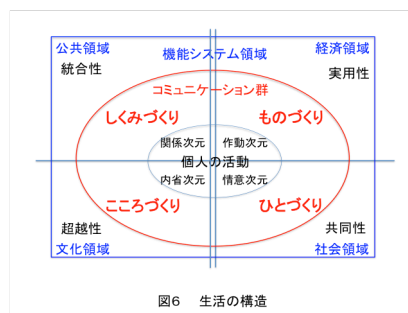 公共領域
機能システム領域
経済領域
統合性
実用性
コミュニケーション群
しくみづくり
ものづくり
関係次元
作動次元
個人の活動
内省次元
情意次元
こころづくり
ひとづくり
超越性
共同性
文化領域
社会領域
図6 生活の構造